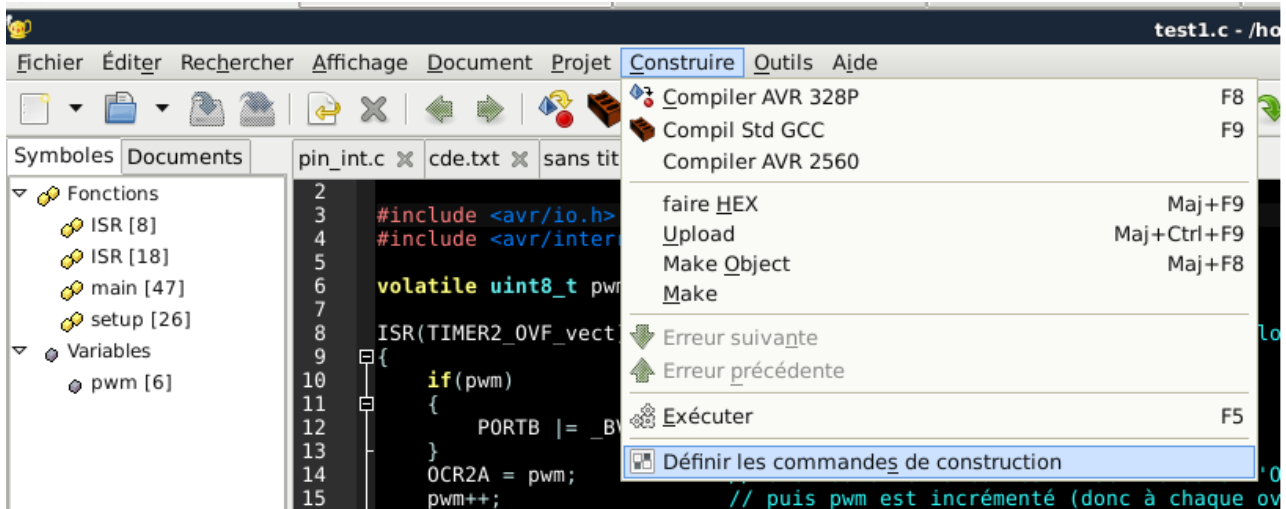 test1.c - /ho
Fichier Éditer Rechercher Affichage Document Projet Construire Outils Aide
Compiler AVR 328P F8
Compil Std GCC F9
Compiler AVR 2560
faire HEX Maj+F9
Upload Maj+Ctrl+F9
Make Object Maj+F8
Make
Erreur suivante
Erreur précédente
Exécuter F5
Définir les commandes de construction
Symboles Documents
Fonctions
ISR [8]
ISR [18]
main [47]
setup [26]
Variables
pwm [6]
pin_int.c cde.txt sans tit
2
3 #include <avr/io.h>
4 #include <avr/inter
5
6 volatile uint8_t pwm
7
8 ISR(TIMER2_OVF_vect) lo
9 {
10 if(pwm)
11 {
12 PORTB |= _BV
13 }
14 OCR2A = pwm; 'O
15 pwm++; // puis pwm est incrémenté (donc à chaque ov